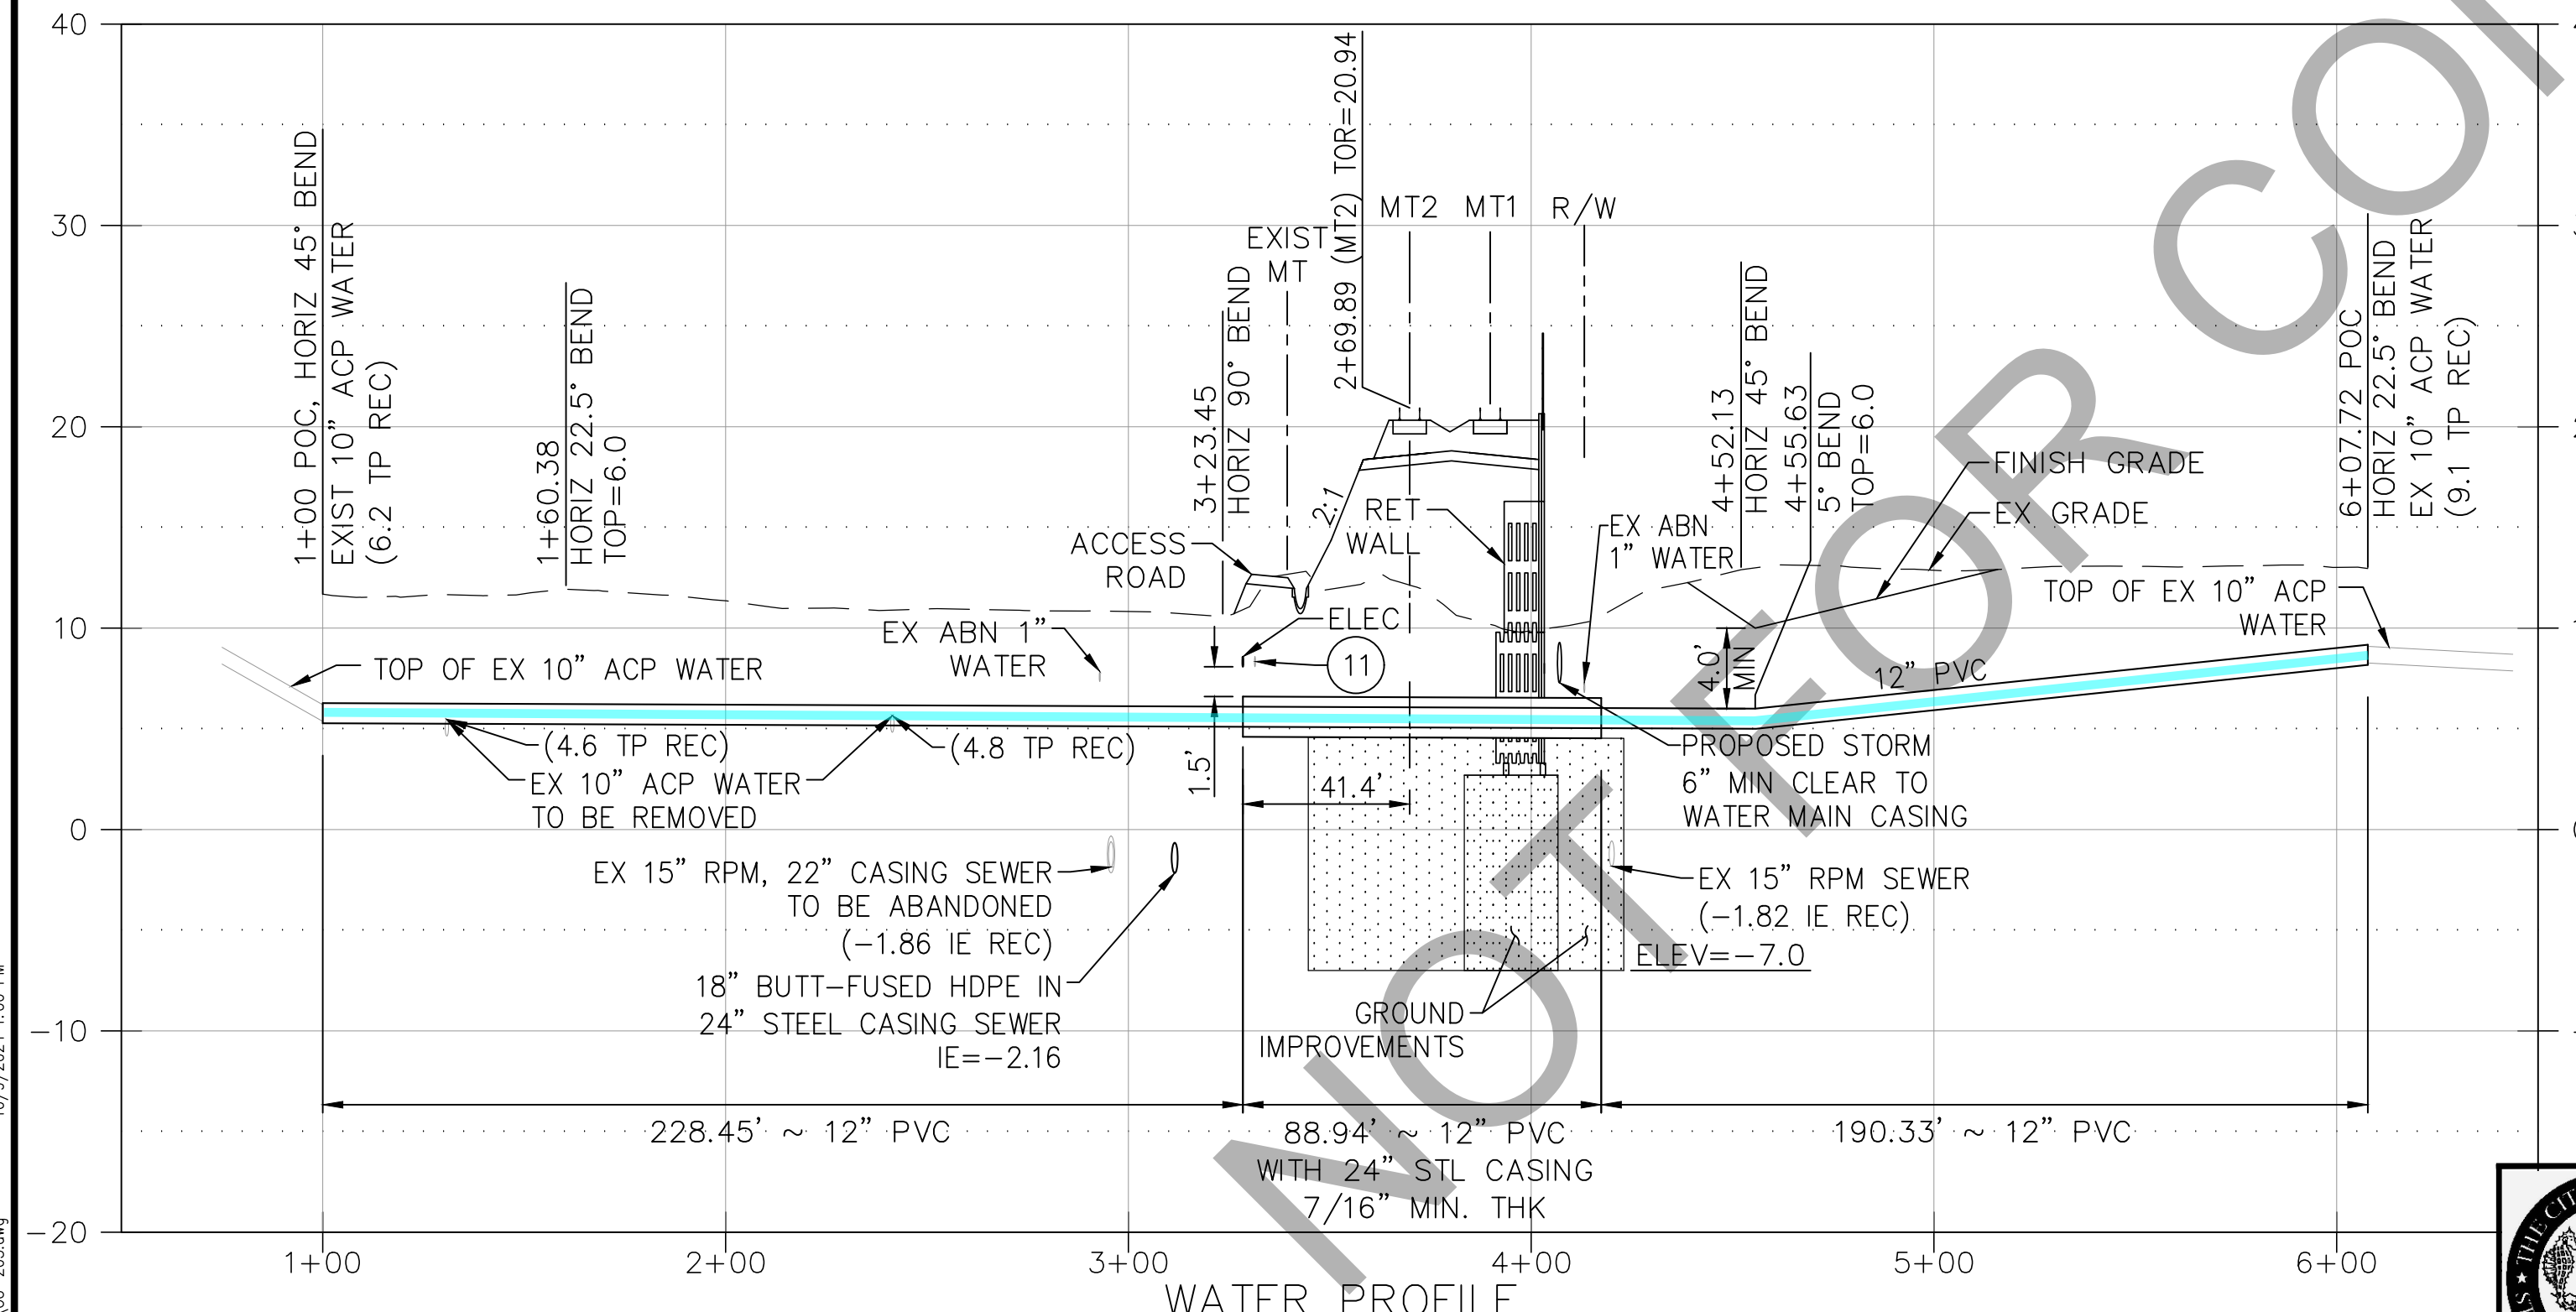 40
30
20
10
0
-10
-20
1+00 POC, HORIZ 45° BEND
EXIST 10" ACP WATER
(6.2 TP REC)
1+60.38
HORIZ 22.5° BEND
TOP=6.0
3+23.45
HORIZ 90° BEND
EXIST
MT
2+69.89 (MT2) TOR=20.94
MT2
MT1
R/W
4+52.13
HORIZ 45° BEND
4+55.63
5° BEND
TOP=6.0
6+07.72 POC
HORIZ 22.5° BEND
EX 10" ACP WATER
(9.1 TP REC)
FINISH GRADE
EX GRADE
2:1
RET
WALL
ACCESS
ROAD
EX ABN
1" WATER
TOP OF EX 10" ACP
WATER
ELEC
11
EX ABN 1"
WATER
TOP OF EX 10" ACP WATER
4.0'
MIN
12" PVC
(4.6 TP REC)
(4.8 TP REC)
EX 10" ACP WATER
TO BE REMOVED
1.5'
41.4'
PROPOSED STORM
6" MIN CLEAR TO
WATER MAIN CASING
EX 15" RPM, 22" CASING SEWER
TO BE ABANDONED
(-1.86 IE REC)
18" BUTT-FUSED HDPE IN
24" STEEL CASING SEWER
IE=-2.16
EX 15" RPM SEWER
(-1.82 IE REC)
ELEV=-7.0
GROUND
IMPROVEMENTS
228.45' ~ 12" PVC
88.94' ~ 12" PVC
WITH 24" STL CASING
7/16" MIN. THK
190.33' ~ 12" PVC
1+00
2+00
3+00
4+00
5+00
6+00
WATER PROFILE
NOT FOR CON
THE CIT